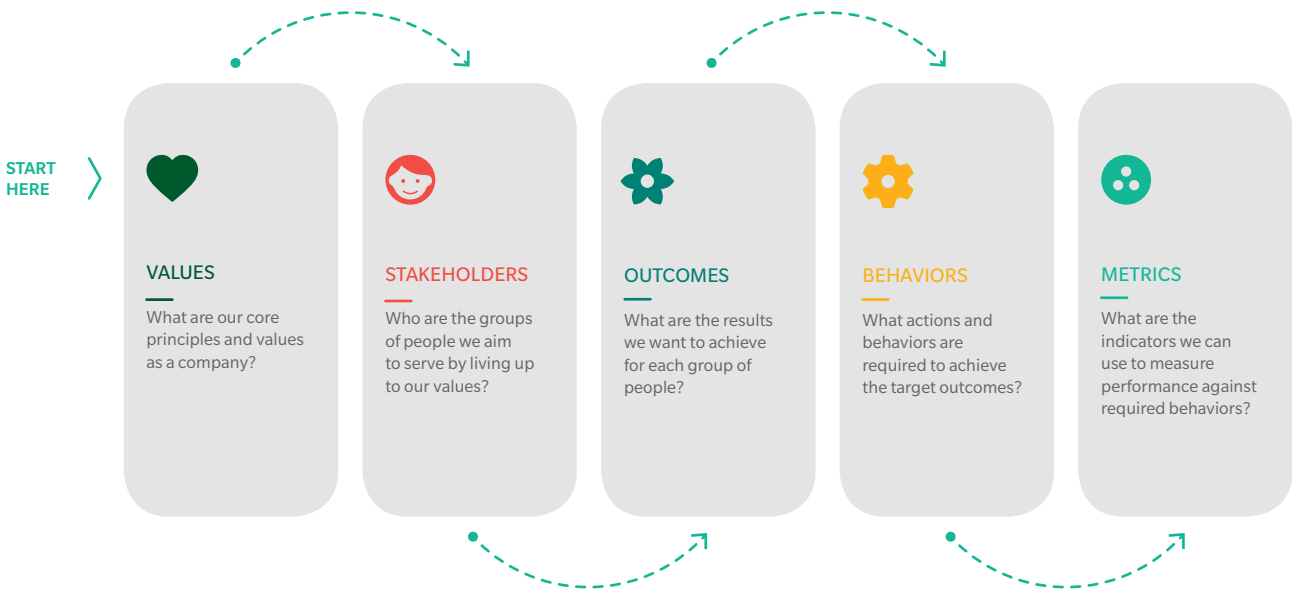 START
HERE
VALUES
What are our core
principles and values
as a company?
STAKEHOLDERS
Who are the groups
of people we aim
to serve by living up
to our values?
OUTCOMES
What are the results
we want to achieve
for each group of
people?
BEHAVIORS
What actions and
behaviors are
required to achieve
the target outcomes?
METRICS
What are the
indicators we can
use to measure
performance against
required behaviors?